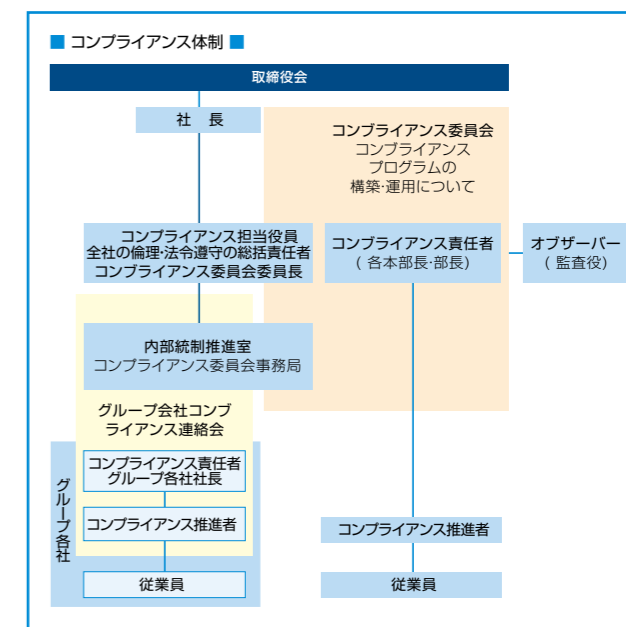 ■ コンプライアンス体制 ■
取締役会
社 長
コンプライアンス委員会
コンプライアンス
プログラムの
構築・運用について
コンプライアンス担当役員
全社の倫理・法令遵守の総括責任者
コンプライアンス委員会委員長
コンプライアンス責任者
( 各本部長・部長)
オブザーバー
( 監査役)
内部統制推進室
コンプライアンス委員会事務局
グループ会社コンプ
ライアンス連絡会
グループ各社
コンプライアンス責任者
グループ各社社長
コンプライアンス推進者
従業員
コンプライアンス推進者
従業員